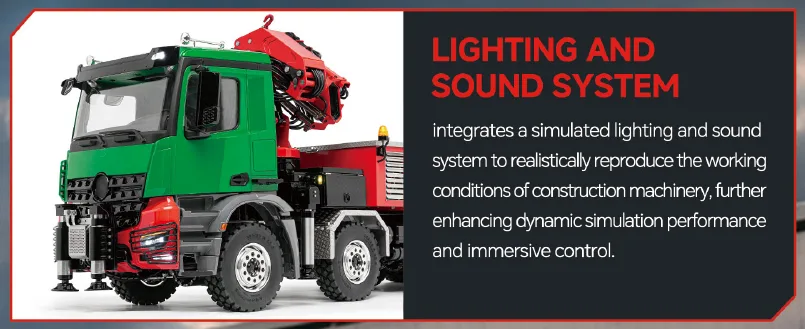 LIGHTING AND
SOUND SYSTEM
integrates a simulated lighting and sound
system to realistically reproduce the working
conditions of construction machinery, further
enhancing dynamic simulation performance
and immersive control.